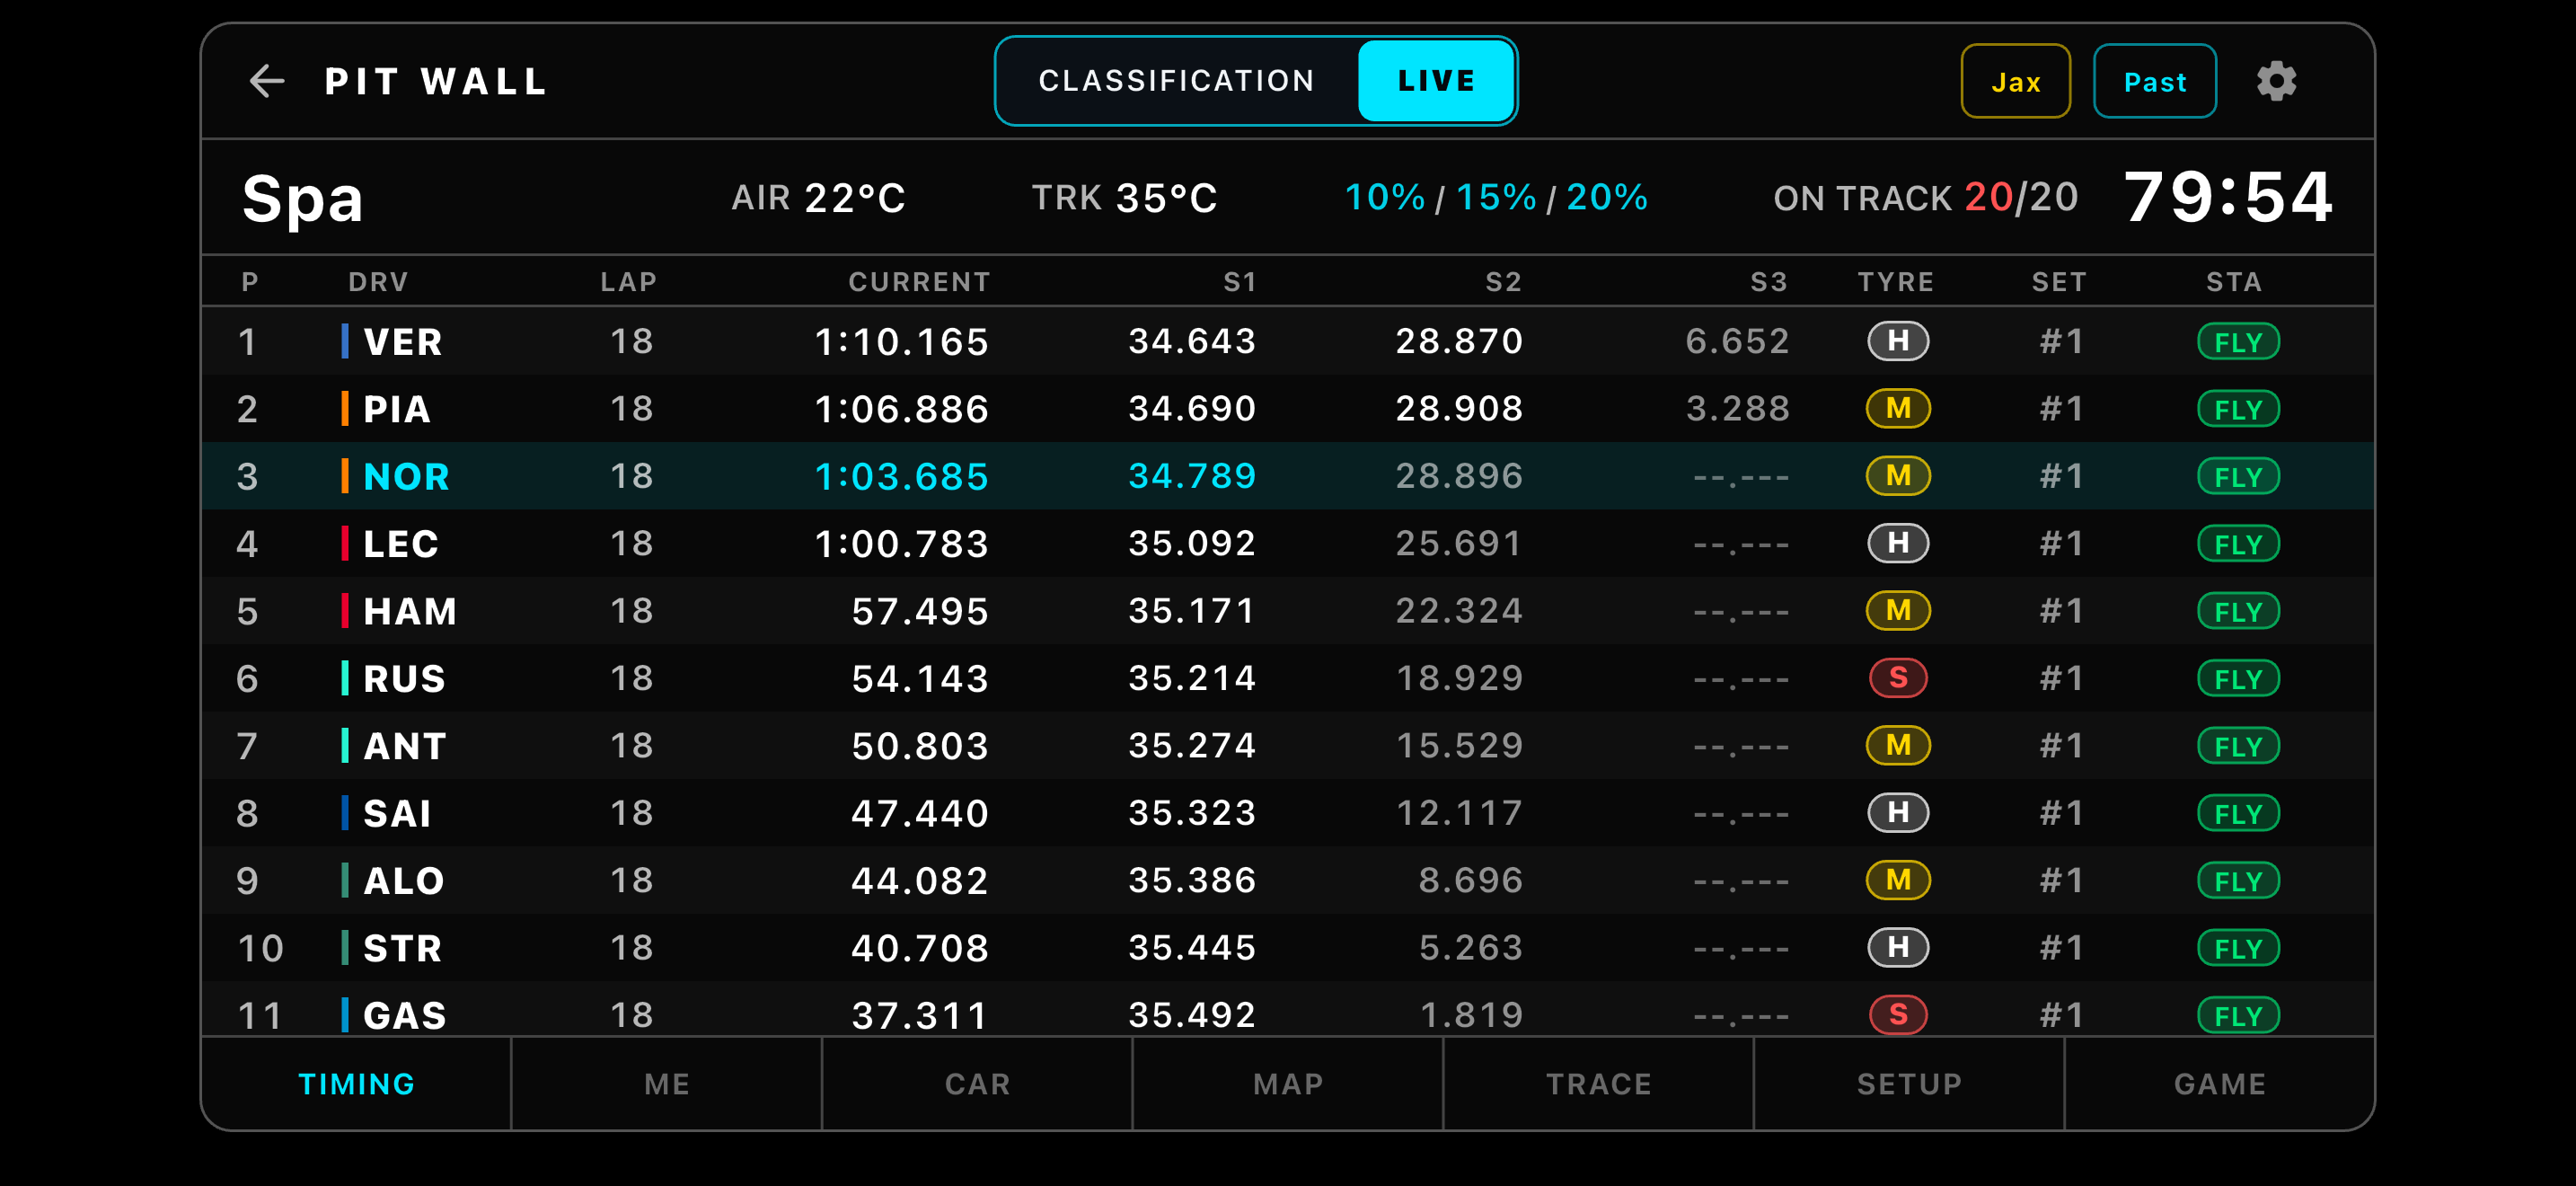 PIT WALL CLASSIFICATION LIVE Jax Past
Spa AIR 22°C TRK 35°C 10% / 15% / 20% ON TRACK 20/20 79:54
P DRV LAP CURRENT S1 S2 S3 TYRE SET STA
1 VER 18 1:10.165 34.643 28.870 6.652 H #1 FLY
2 PIA 18 1:06.886 34.690 28.908 3.288 M #1 FLY
3 NOR 18 1:03.685 34.789 28.896 --.--- M #1 FLY
4 LEC 18 1:00.783 35.092 25.691 --.--- H #1 FLY
5 HAM 18 57.495 35.171 22.324 --.--- M #1 FLY
6 RUS 18 54.143 35.214 18.929 --.--- S #1 FLY
7 ANT 18 50.803 35.274 15.529 --.--- M #1 FLY
8 SAI 18 47.440 35.323 12.117 --.--- H #1 FLY
9 ALO 18 44.082 35.386 8.696 --.--- M #1 FLY
10 STR 18 40.708 35.445 5.263 --.--- H #1 FLY
11 GAS 18 37.311 35.492 1.819 --.--- S #1 FLY
TIMING ME CAR MAP TRACE SETUP GAME